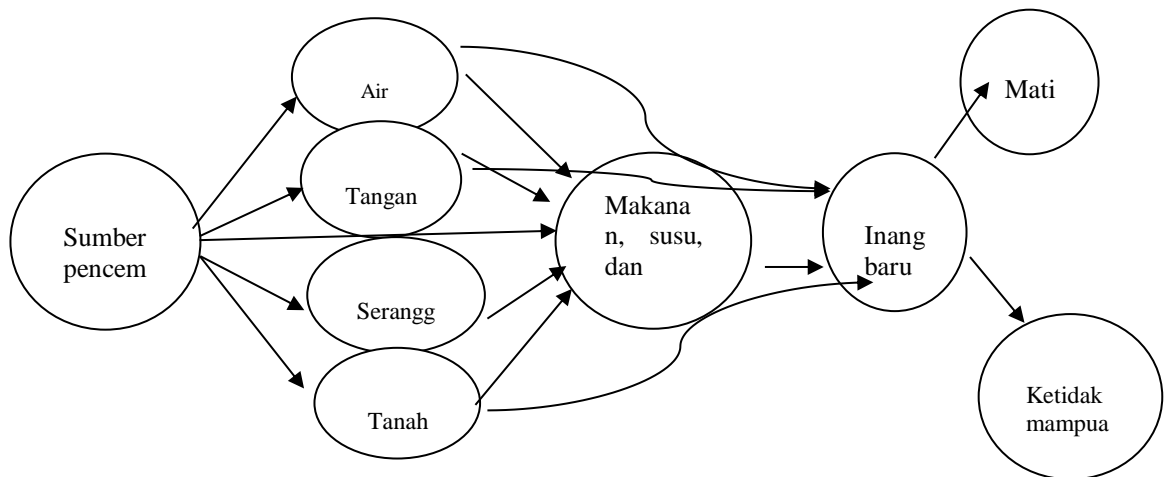 Sumber
pencem
Air
Tangan
Serangg
Tanah
Makana
n, susu,
dan
Inang
baru
Mati
Ketidak
mampua